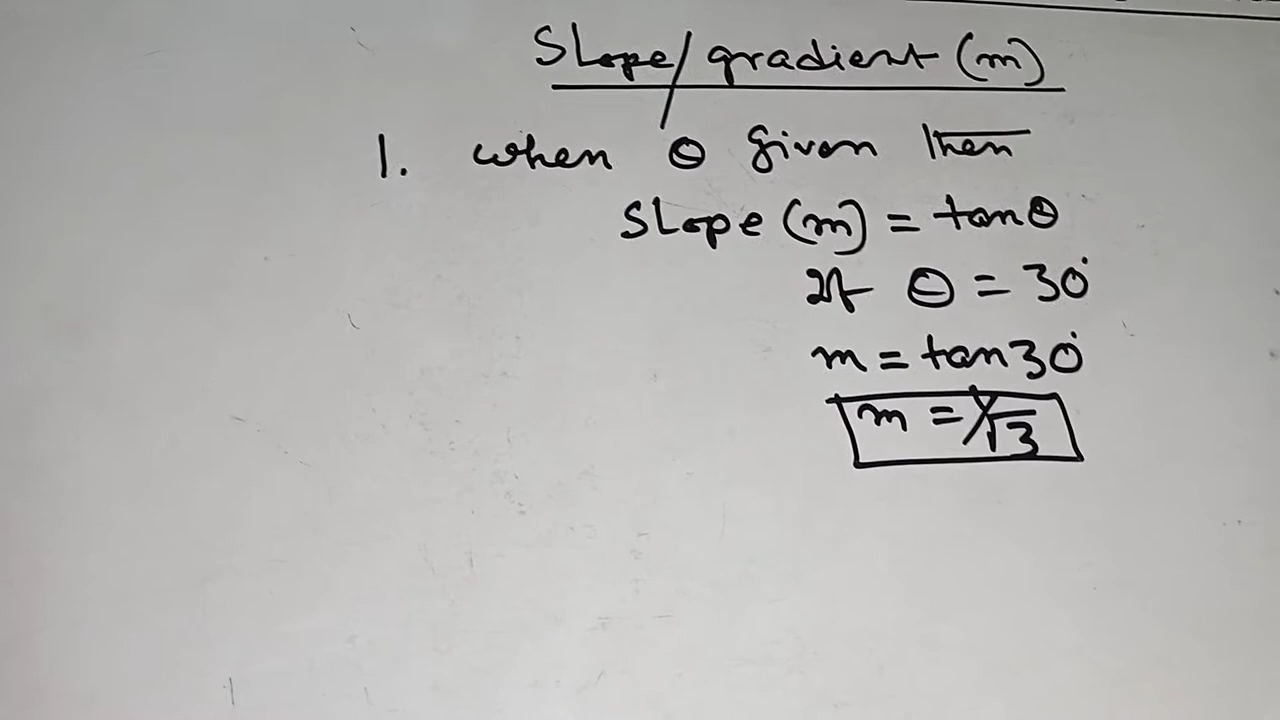 Slope/gradient (m)
1. when θ given then
Slope (m) = tanθ
If θ = 30°
m = tan30°
m = 1/√3